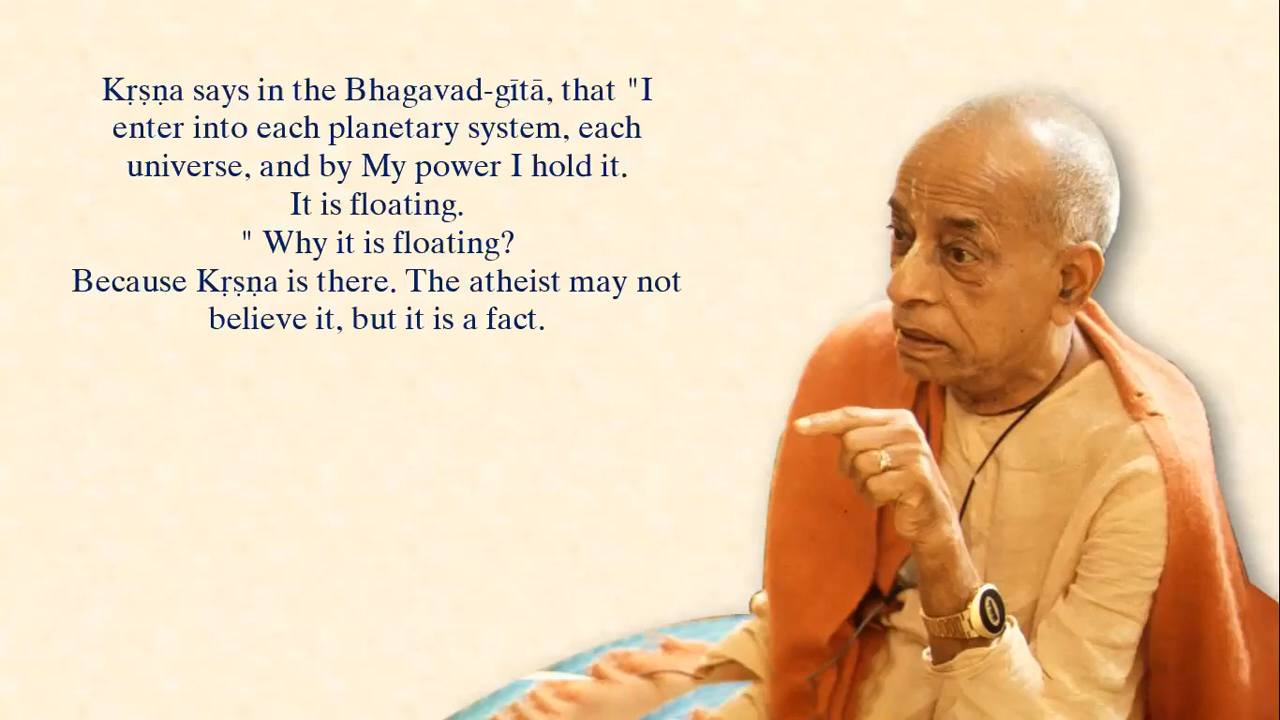 Kṛṣṇa says in the Bhagavad-gītā, that "I
enter into each planetary system, each
universe, and by My power I hold it.
It is floating.
" Why it is floating?
Because Kṛṣṇa is there. The atheist may not
believe it, but it is a fact.